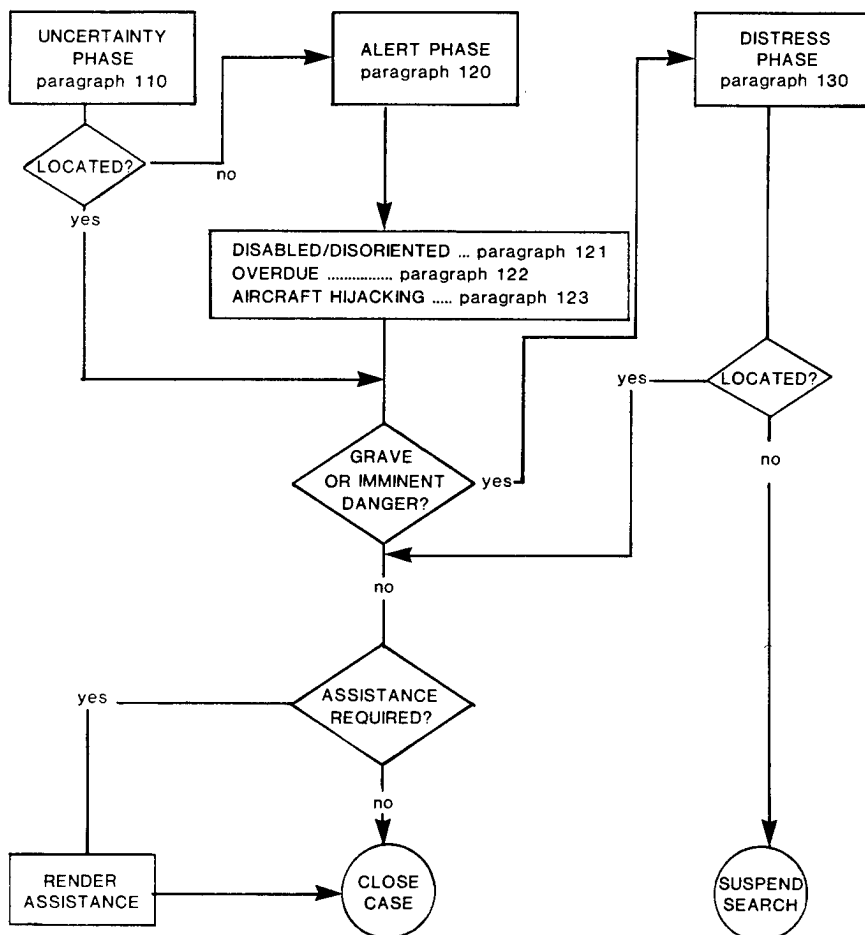 UNCERTAINTY
PHASE
paragraph 110
ALERT PHASE
paragraph 120
DISTRESS
PHASE
paragraph 130
LOCATED?
no
yes
DISABLED/DISORIENTED ... paragraph 121
OVERDUE ................. paragraph 122
AIRCRAFT HIJACKING ..... paragraph 123
LOCATED?
yes
no
GRAVE
OR IMMINENT
DANGER?
yes
no
ASSISTANCE
REQUIRED?
yes
no
RENDER
ASSISTANCE
CLOSE
CASE
SUSPEND
SEARCH